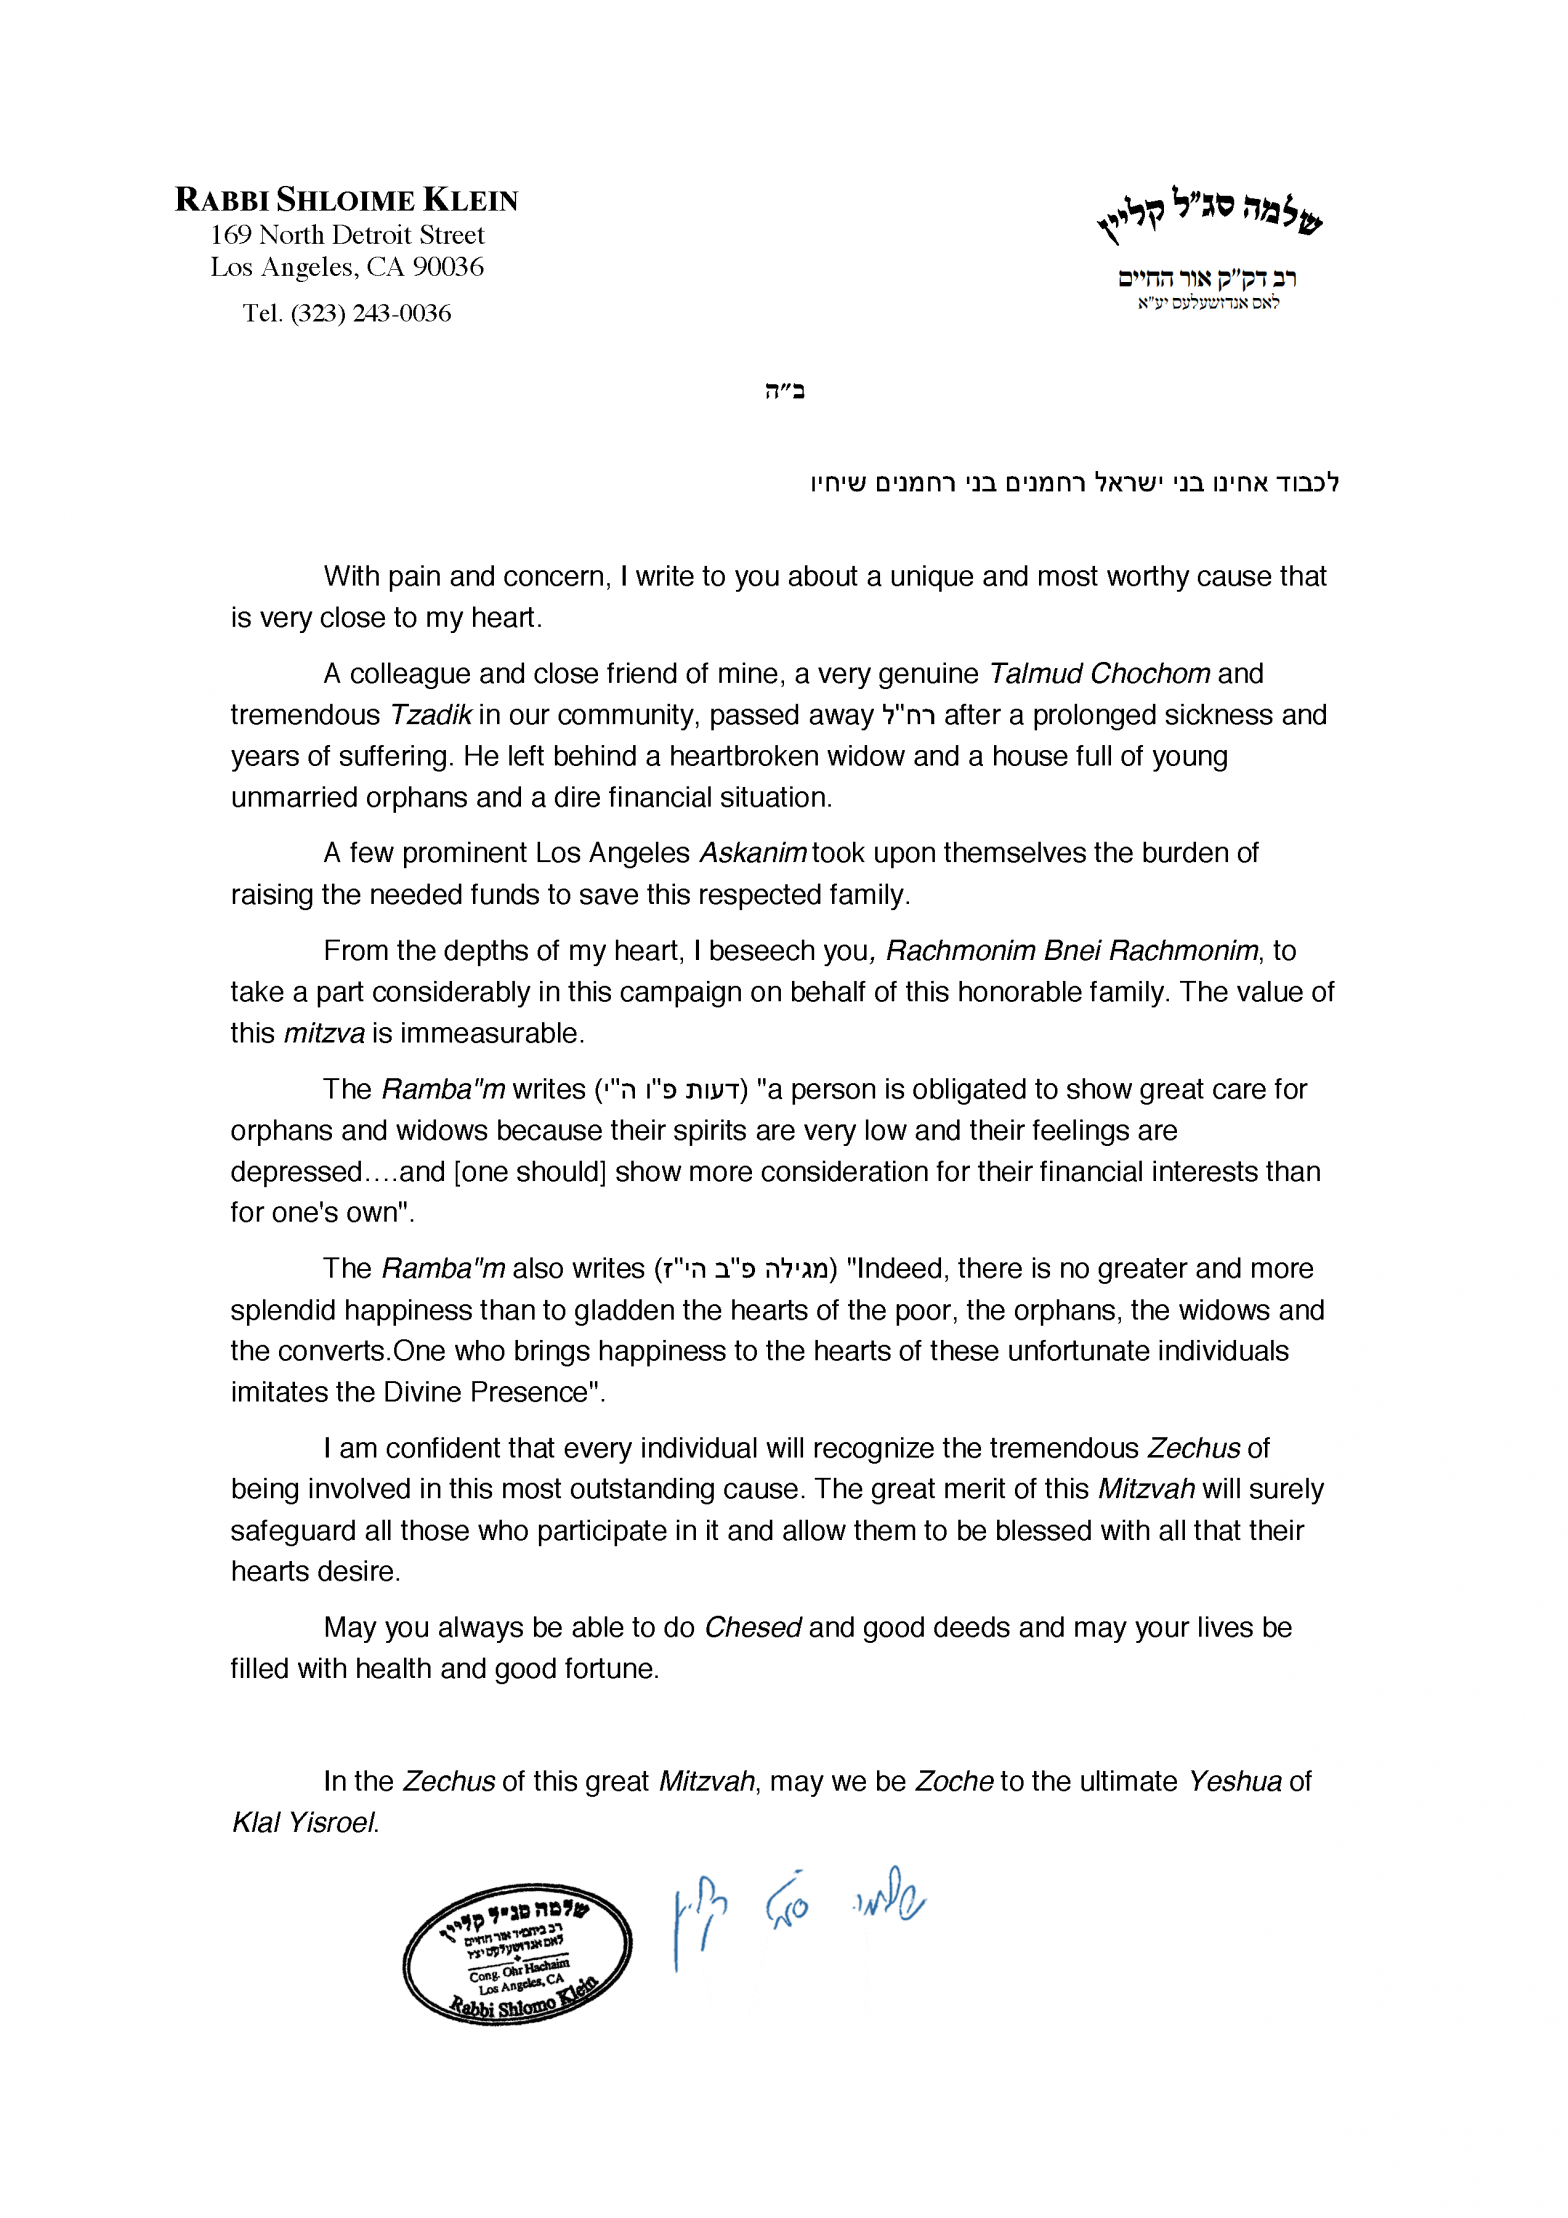 RABBI SHLOIME KLEIN
169 North Detroit Street
Los Angeles, CA 90036
Tel. (323) 243-0036
שלמה סג"ל קליין
רב דק"ק אור החיים
לאס אנדזשעלעס יע"א
ב"ה
לכבוד אחינו בני ישראל רחמנים בני רחמנים שיחיו
With pain and concern, I write to you about a unique and most worthy cause that
is very close to my heart.
A colleague and close friend of mine, a very genuine Talmud Chochom and
tremendous Tzadik in our community, passed away רח"ל after a prolonged sickness and
years of suffering. He left behind a heartbroken widow and a house full of young
unmarried orphans and a dire financial situation.
A few prominent Los Angeles Askanim took upon themselves the burden of
raising the needed funds to save this respected family.
From the depths of my heart, I beseech you, Rachmonim Bnei Rachmonim, to
take a part considerably in this campaign on behalf of this honorable family. The value of
this mitzva is immeasurable.
The Ramba"m writes (דעות פ"ו ה"י) "a person is obligated to show great care for
orphans and widows because their spirits are very low and their feelings are
depressed....and [one should] show more consideration for their financial interests than
for one's own".
The Ramba"m also writes (מגילה פ"ב הי"ז) "Indeed, there is no greater and more
splendid happiness than to gladden the hearts of the poor, the orphans, the widows and
the converts.One who brings happiness to the hearts of these unfortunate individuals
imitates the Divine Presence".
I am confident that every individual will recognize the tremendous Zechus of
being involved in this most outstanding cause. The great merit of this Mitzvah will surely
safeguard all those who participate in it and allow them to be blessed with all that their
hearts desire.
May you always be able to do Chesed and good deeds and may your lives be
filled with health and good fortune.
In the Zechus of this great Mitzvah, may we be Zoche to the ultimate Yeshua of
Klal Yisroel.
שלמה סגל קליין
שלמה סג"ל קליין
רב ביהמ"ד אור החיים
לאס אנדזשעלעס יצ"ו
Cong. Ohr Hachaim
Los Angeles, CA
Rabbi Shlomo Klein